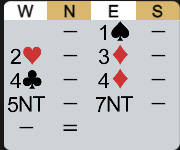 W N E S
– 1♠ –
2♥ – 3♦ –
4♣ – 4♦ –
5NT – 7NT –
– =